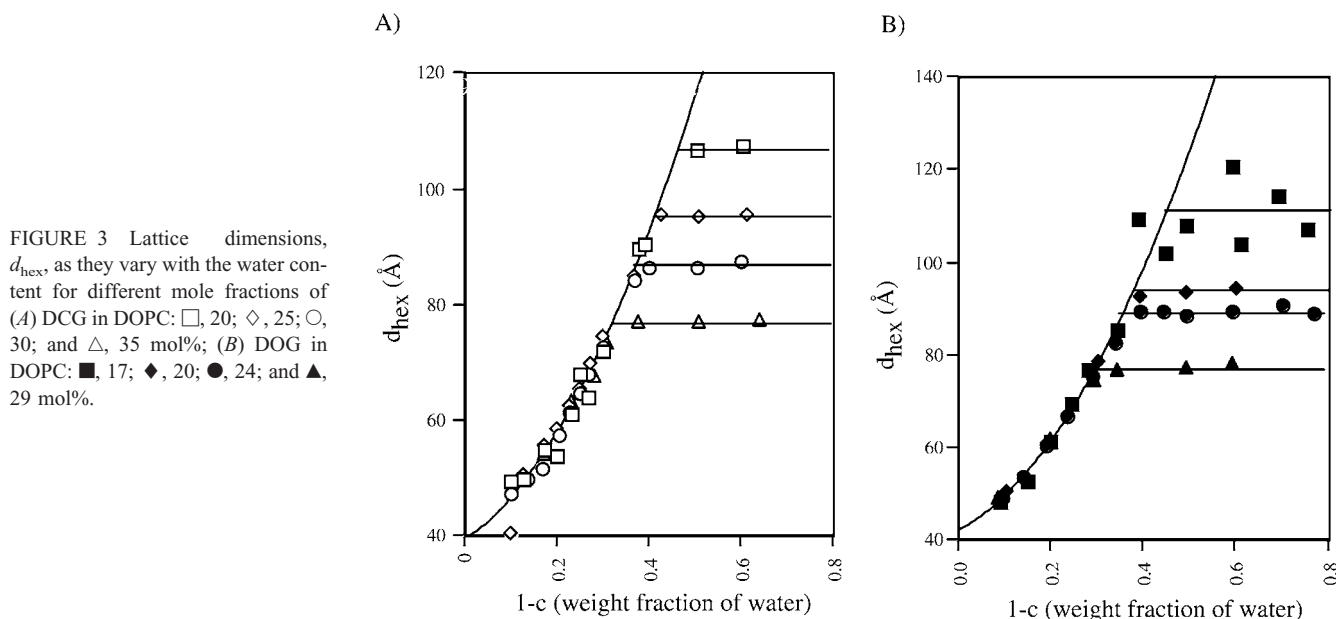 FIGURE 3 Lattice dimensions,
d_hex, as they vary with the water con-
tent for different mole fractions of
(A) DCG in DOPC: □, 20; ◇, 25; ○,
30; and △, 35 mol%; (B) DOG in
DOPC: ■, 17; ◆, 20; ●, 24; and ▲,
29 mol%.
A)
120
100
80
60
40
d_hex (Å)
0
0.2
0.4
0.6
0.8
1-c (weight fraction of water)
B)
140
120
100
80
60
40
d_hex (Å)
0.0
0.2
0.4
0.6
0.8
1-c (weight fraction of water)